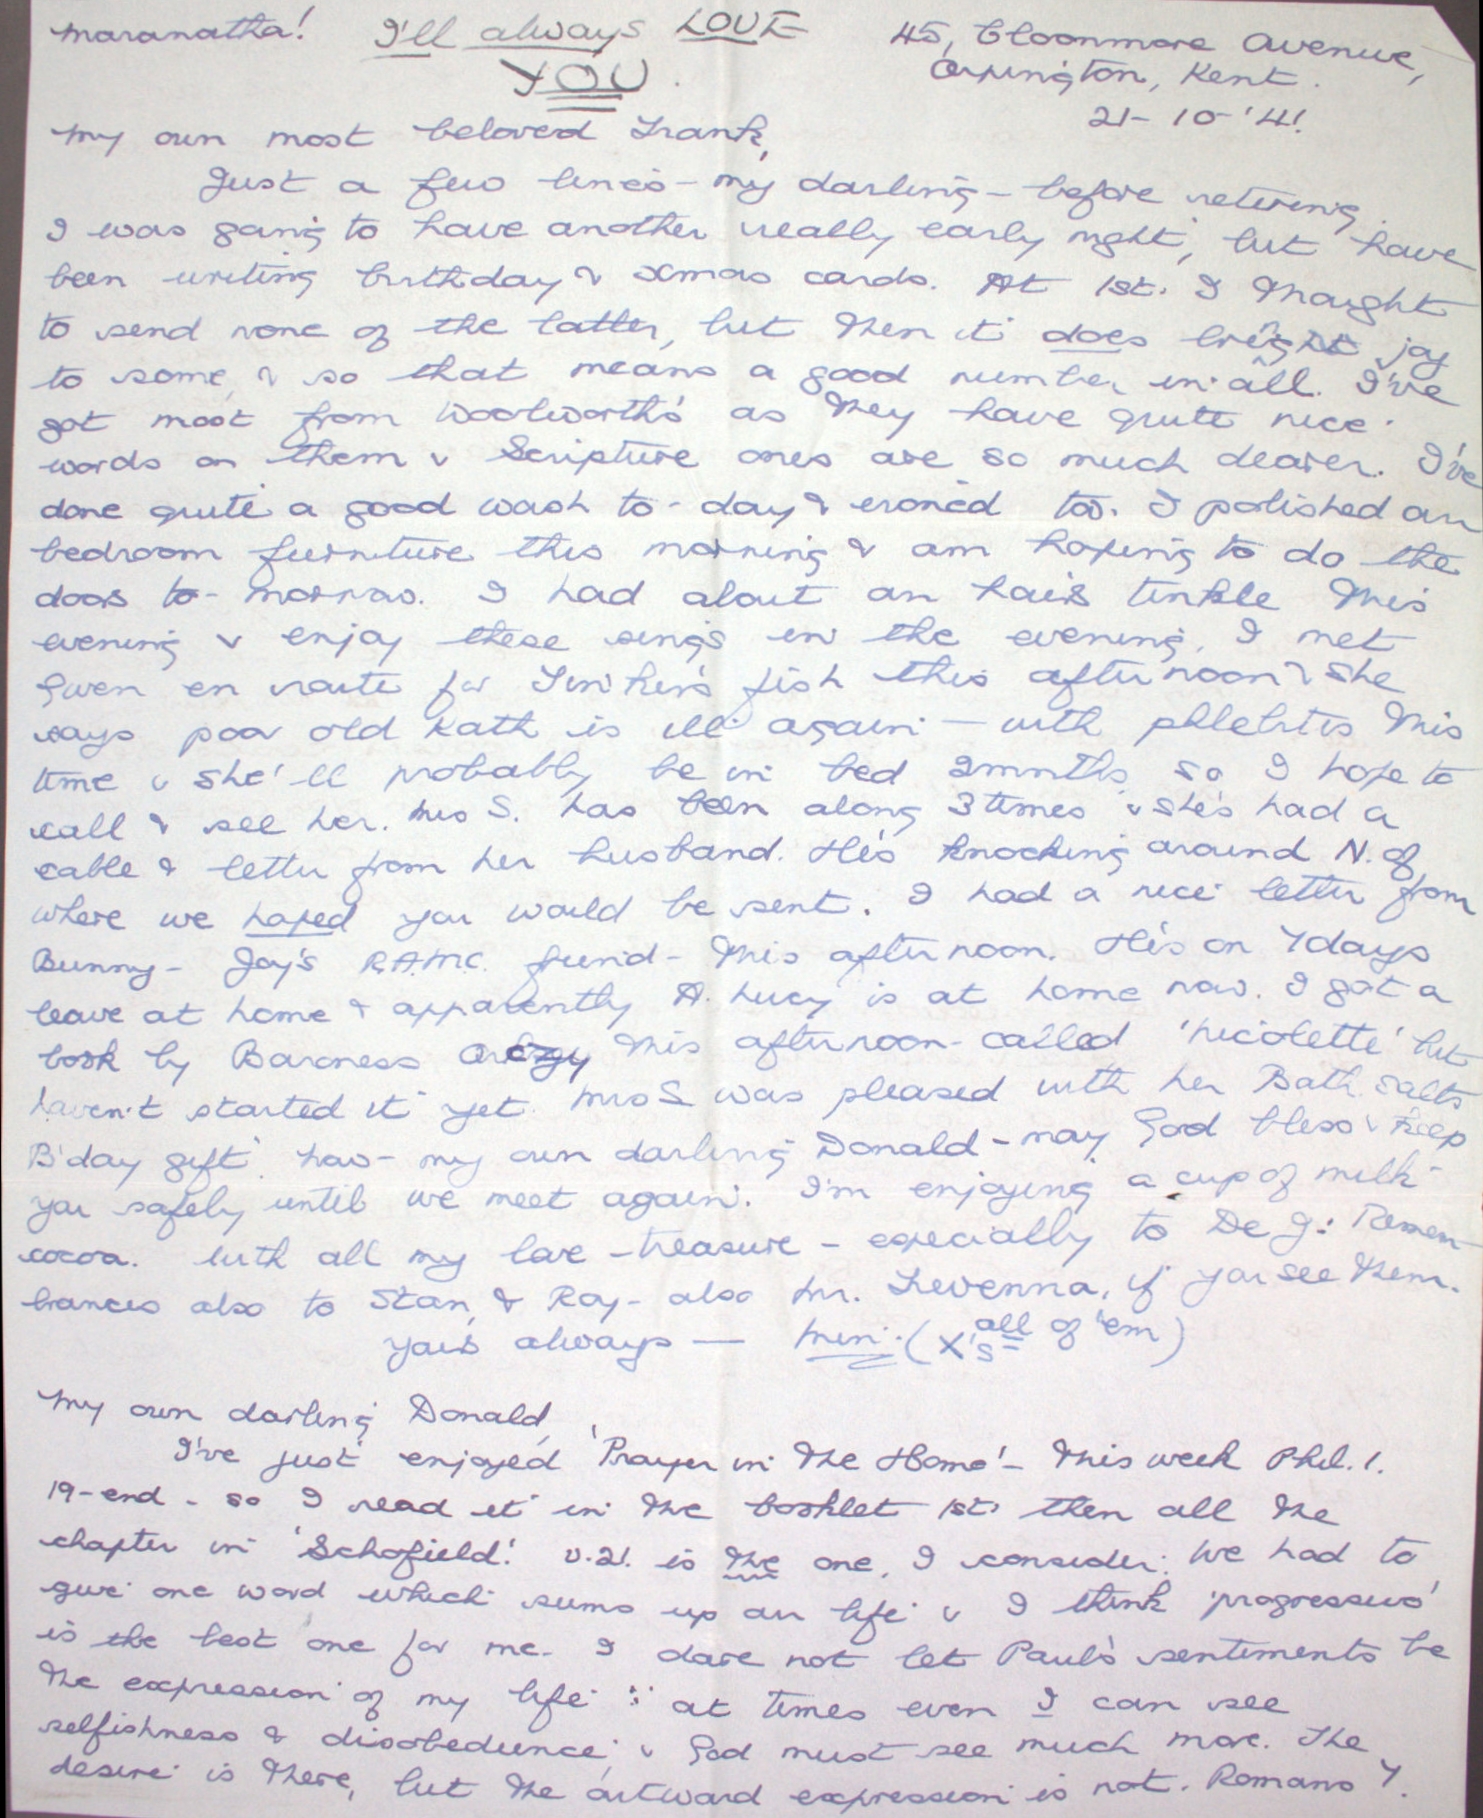 Maranatha! I'll always LOVE YOU. 45, Cloonmore Avenue,
Orpington, Kent.
21-10-'41.
My own most beloved Frank,
Just a few lines - my darling - before retiring.
I was going to have another really early night, but have
been writing birthday & Xmas cards. At 1st. I thought
to send none of the latter, but then it does bring joy
to some, & so that means a good number in all. I've
got most from Woolworth's as they have quite nice
words on them & Scripture ones are so much dearer. I've
done quite a good wash to-day & ironed too. I polished our
bedroom furniture this morning & am hoping to do the
doors to-morrow. I had about an hour's tinkle this
evening & enjoy these sings in the evening. I met
Gwen en route for Tinker's fish this afternoon & she
says poor old Kath is ill again - with phlebitis this
time & she'll probably be in bed 2 months so I hope to
call & see her. Mrs S. has been along 3 times & she's had a
cable & letter from her husband. He's knocking around N. of
where we hoped you would be sent. I had a nice letter from
Bunny - Joy's R.A.M.C. friend - this afternoon. He's on 7 days
leave at home & apparently A. Lucy is at home now. I got a
book by Baroness Orczy this afternoon - called 'Nicolette' but
haven't started it yet. Mrs S was pleased with her Bath salts
B'day gift. Now - my own darling Donald - may God bless & keep
you safely until we meet again. I'm enjoying a cup of milk
cocoa. With all my love - treasure - especially to De J: Remem-
brances also to Stan, & Roy - also Mr. Trevenna, if you see them.
Yours always — Min. (X's all of 'em)
My own darling Donald,
I've just enjoyed 'Prayer in the Home' - this week Phil. 1.
19-end - so I read it in the booklet 1st. then all the
chapter in 'Schofield'. v.21. is the one, I consider. We had to
give one word which sums up our life & I think 'progressive'
is the best one for me. I dare not let Paul's sentiments be
the expression of my life ∵ at times even I can see
selfishness & disobedience, & God must see much more. The
desire is there, but the outward expression is not. Romans 7.